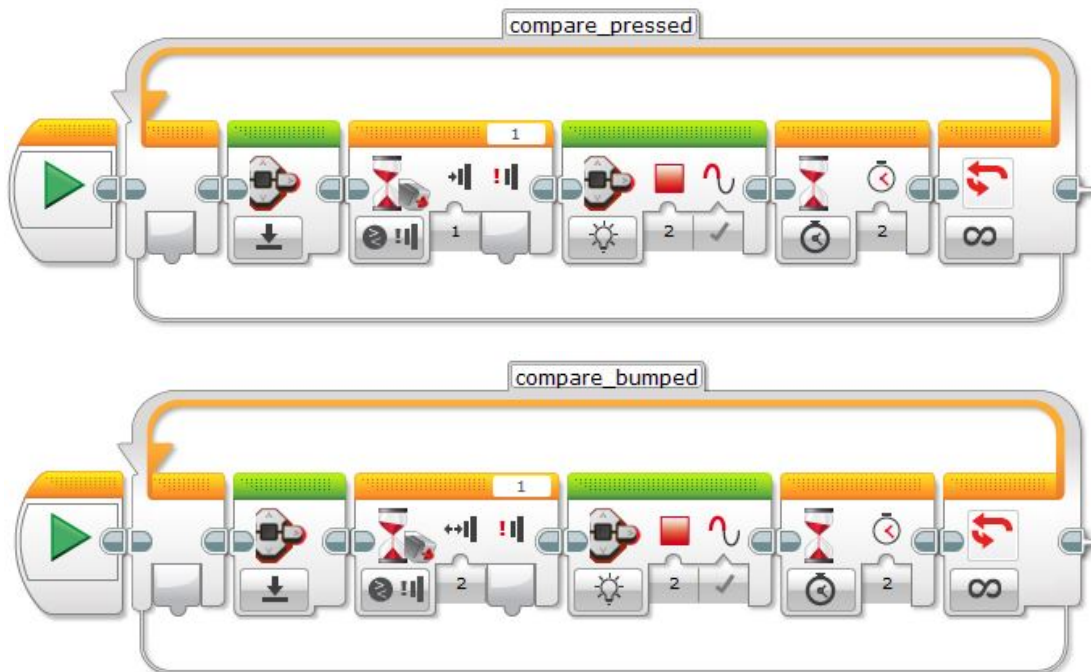 compare_pressed
1
1 2 2 ∞
compare_bumped
1
2 2 2 ∞